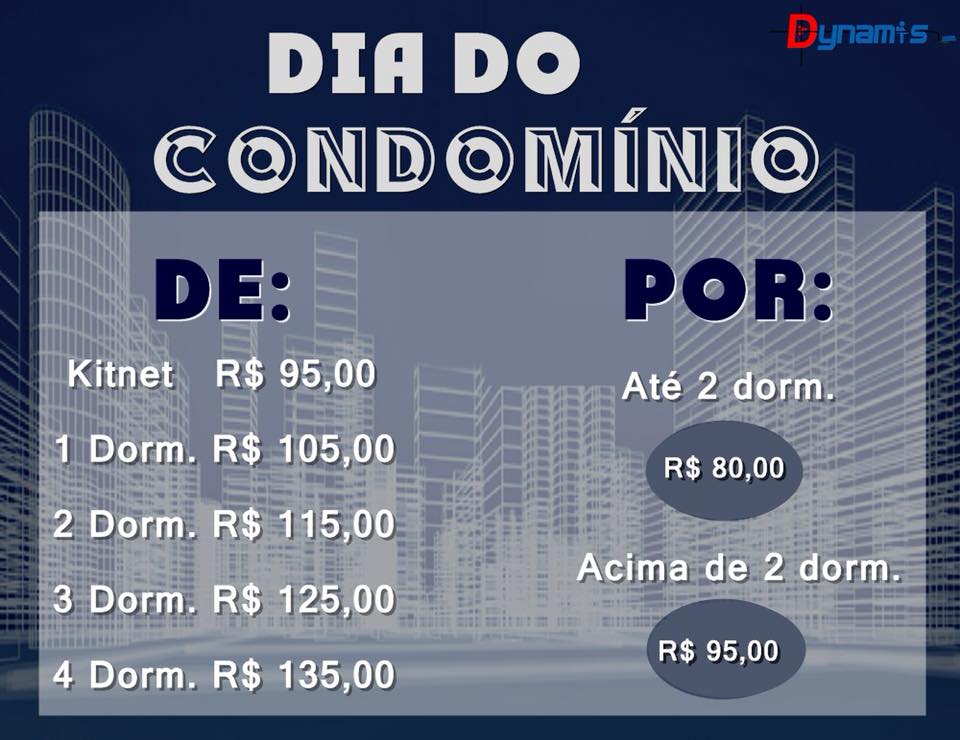 Dynamis
DIA DO
CONDOMÍNIO
DE:
Kitnet R$ 95,00
1 Dorm. R$ 105,00
2 Dorm. R$ 115,00
3 Dorm. R$ 125,00
4 Dorm. R$ 135,00
POR:
Até 2 dorm.
R$ 80,00
Acima de 2 dorm.
R$ 95,00